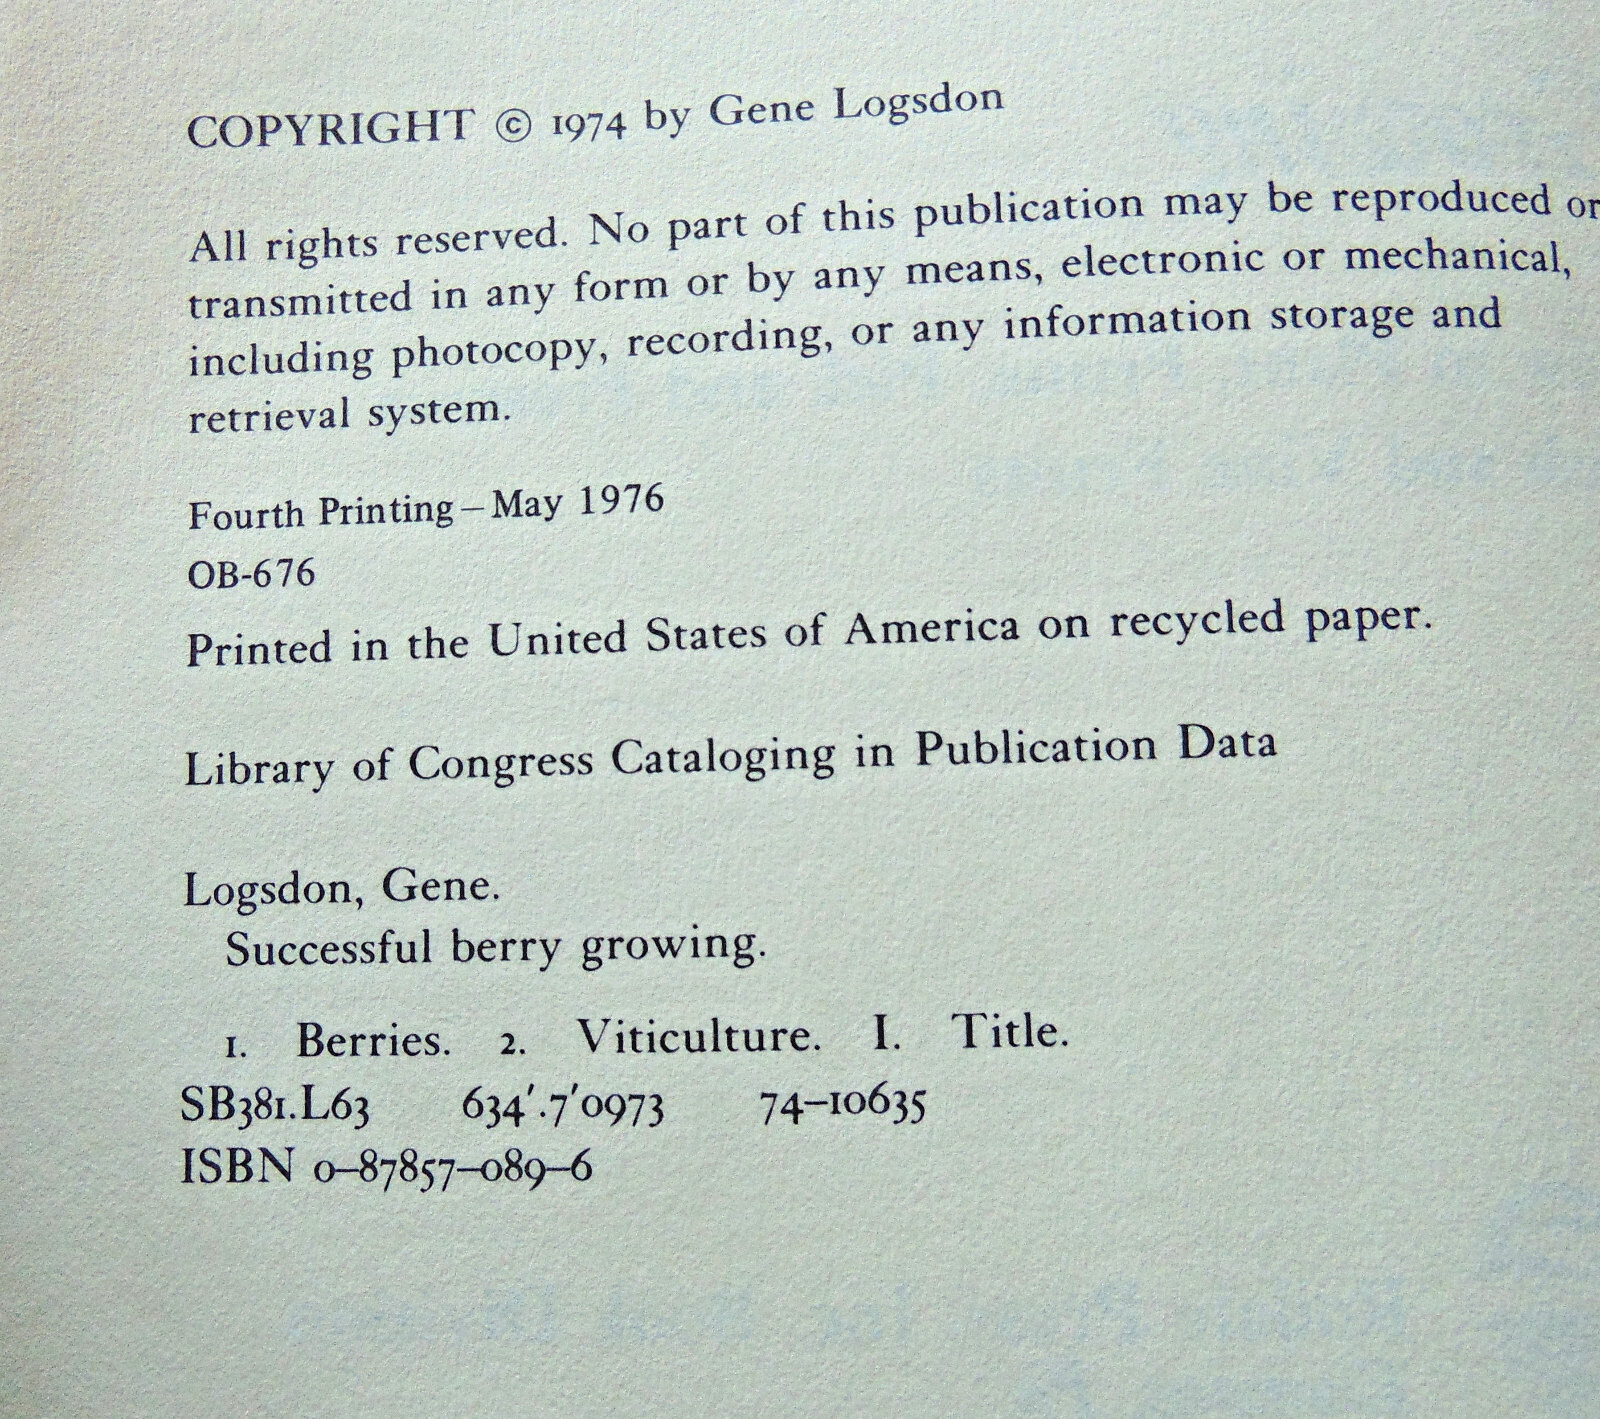 COPYRIGHT © 1974 by Gene Logsdon
All rights reserved. No part of this publication may be reproduced or
transmitted in any form or by any means, electronic or mechanical,
including photocopy, recording, or any information storage and
retrieval system.
Fourth Printing – May 1976
OB-676
Printed in the United States of America on recycled paper.
Library of Congress Cataloging in Publication Data
Logsdon, Gene.
Successful berry growing.
1. Berries. 2. Viticulture. I. Title.
SB381.L63 634′.7′0973 74–10635
ISBN 0–87857–089–6